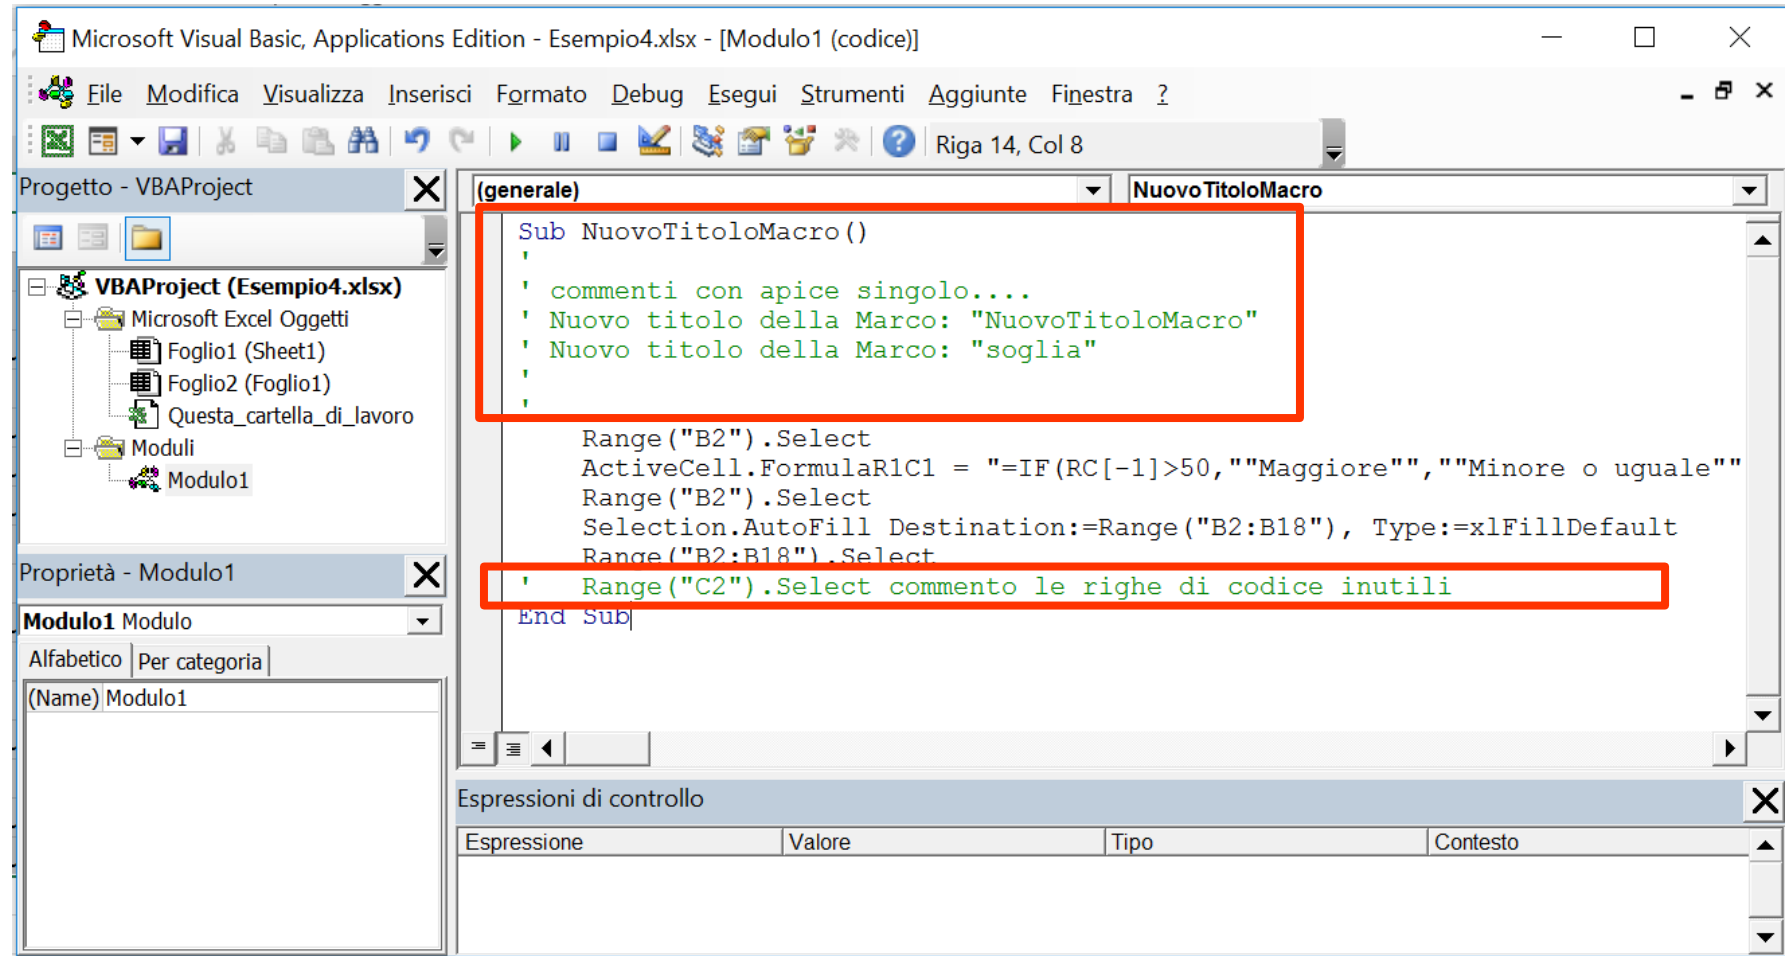 Microsoft Visual Basic, Applications Edition - Esempio4.xlsx - [Modulo1 (codice)]
File Modifica Visualizza Inserisci Formato Debug Esegui Strumenti Aggiunte Finestra ?
Riga 14, Col 8
Progetto - VBAProject
VBAProject (Esempio4.xlsx)
Microsoft Excel Oggetti
Foglio1 (Sheet1)
Foglio2 (Foglio1)
Questa_cartella_di_lavoro
Moduli
Modulo1
Proprietà - Modulo1
Modulo1 Modulo
Alfabetico Per categoria
(Name) Modulo1
(generale) NuovoTitoloMacro
Sub NuovoTitoloMacro()
'
' commenti con apice singolo....
' Nuovo titolo della Marco: "NuovoTitoloMacro"
' Nuovo titolo della Marco: "soglia"
'
'
Range("B2").Select
ActiveCell.FormulaR1C1 = "=IF(RC[-1]>50,""Maggiore"",""Minore o uguale""
Range("B2").Select
Selection.AutoFill Destination:=Range("B2:B18"), Type:=xlFillDefault
Range("B2:B18").Select
' Range("C2").Select commento le righe di codice inutili
End Sub
Espressioni di controllo
Espressione Valore Tipo Contesto